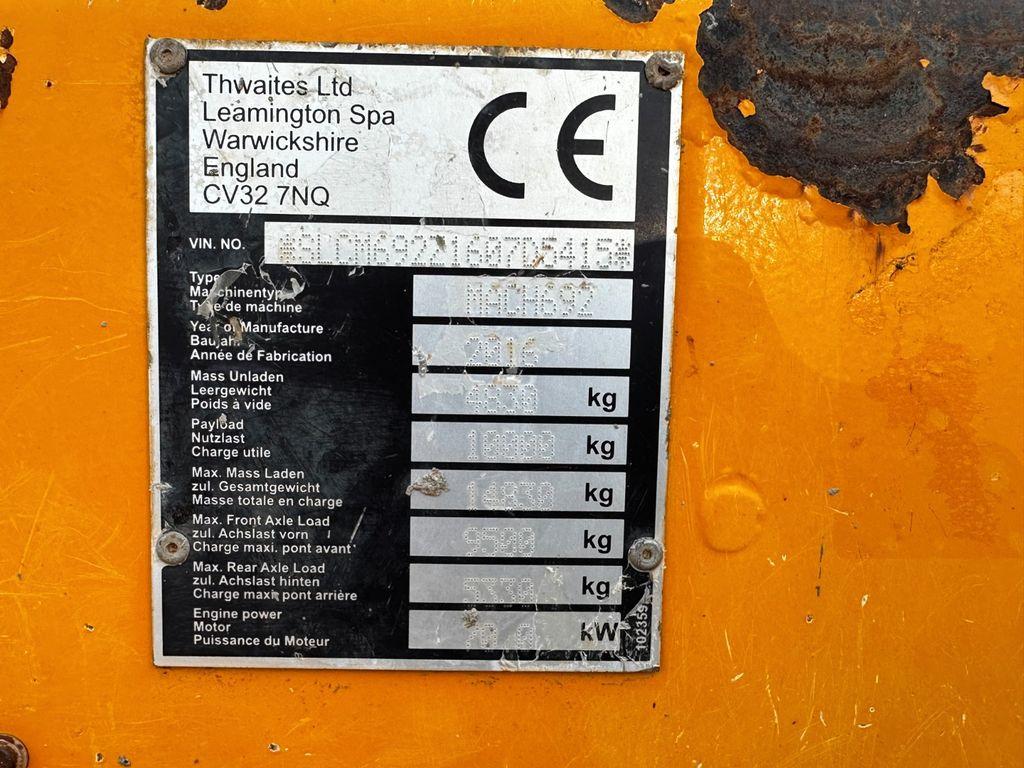 Thwaites Ltd
Leamington Spa
Warwickshire
England
CV32 7NQ
CE
VIN. NO.
Type
Maschinentyp MACH692
Type de machine
Year of Manufacture
Baujahr 2016
Année de Fabrication
Mass Unladen
Leergewicht 4830 kg
Poids à vide
Payload
Nutzlast 10000 kg
Charge utile
Max. Mass Laden
zul. Gesamtgewicht 14830 kg
Masse totale en charge
Max. Front Axle Load
zul. Achslast vorn 9500 kg
Charge maxi. pont avant
Max. Rear Axle Load
zul. Achslast hinten 5330 kg
Charge maxi pont arrière
Engine power
Motor kW
Puissance du Moteur
102359